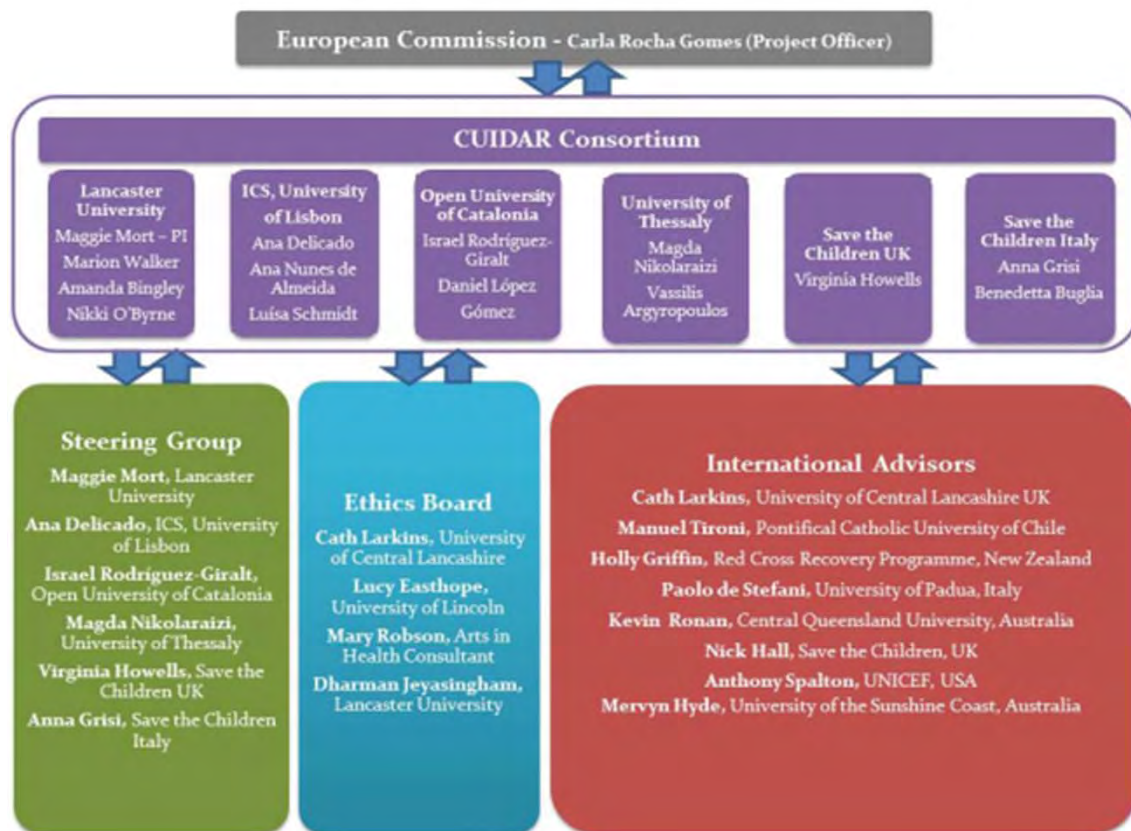 European Commission - Carla Rocha Gomes (Project Officer)
CUIDAR Consortium
Lancaster
University
Maggie Mort – PI
Marion Walker
Amanda Bingley
Nikki O'Byrne
ICS, University
of Lisbon
Ana Delicado
Ana Nunes de
Almeida
Luísa Schmidt
Open University
of Catalonia
Israel Rodríguez-
Giralt
Daniel López
Gómez
University of
Thessaly
Magda
Nikolaraizi
Vassilis
Argyropoulos
Save the
Children UK
Virginia Howells
Save the
Children Italy
Anna Grisi
Benedetta Buglia
Steering Group
Maggie Mort, Lancaster
University
Ana Delicado, ICS, University
of Lisbon
Israel Rodríguez-Giralt,
Open University of Catalonia
Magda Nikolaraizi,
University of Thessaly
Virginia Howells, Save the
Children UK
Anna Grisi, Save the Children
Italy
Ethics Board
Cath Larkins, University
of Central Lancashire
Lucy Easthope,
University of Lincoln
Mary Robson, Arts in
Health Consultant
Dharman Jeyasingham,
Lancaster University
International Advisors
Cath Larkins, University of Central Lancashire UK
Manuel Tironi, Pontifical Catholic University of Chile
Holly Griffin, Red Cross Recovery Programme, New Zealand
Paolo de Stefani, University of Padua, Italy
Kevin Ronan, Central Queensland University, Australia
Nick Hall, Save the Children, UK
Anthony Spalton, UNICEF, USA
Mervyn Hyde, University of the Sunshine Coast, Australia